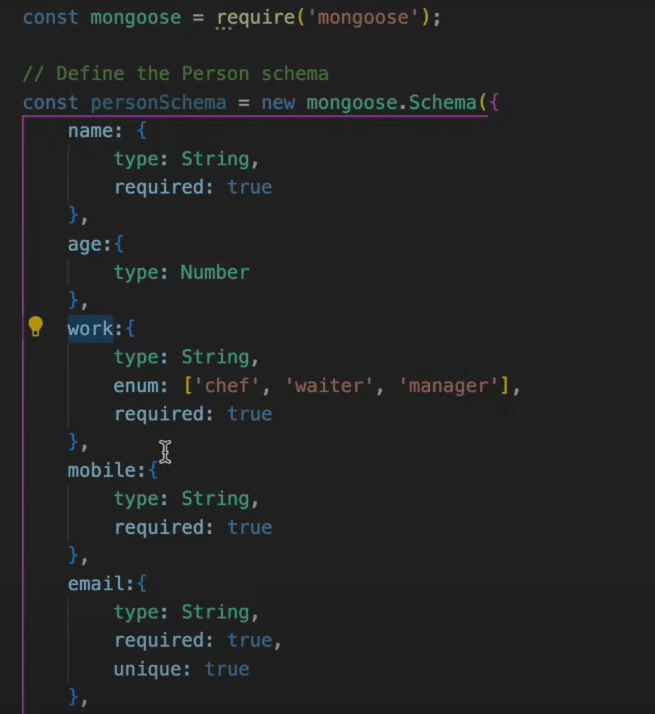 const mongoose = require('mongoose');
// Define the Person schema
const personSchema = new mongoose.Schema({
name: {
type: String,
required: true
},
age:{
type: Number
},
work:{
type: String,
enum: ['chef', 'waiter', 'manager'],
required: true
},
mobile:{
type: String,
required: true
},
email:{
type: String,
required: true,
unique: true
},